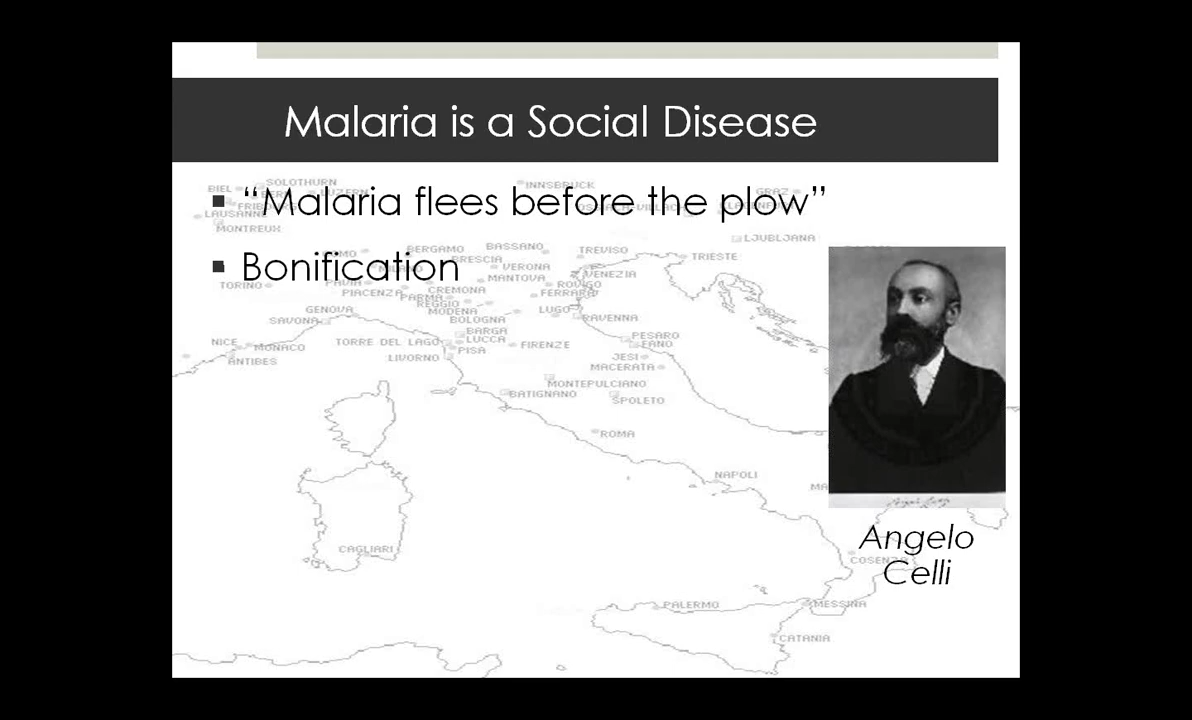 Malaria is a Social Disease
“Malaria flees before the plow”
Bonification
Angelo
Celli
BIEL
SOLOTHURN
LUZERN
INNSBRUCK
GRAZ
LAUSANNE
MONTREUX
LJUBLJANA
BERGAMO
BASSANO
TREVISO
TRIESTE
BRESCIA
VERONA
VENEZIA
MANTOVA
TORINO
PAVIA
CREMONA
ROVIGO
PIACENZA
PARMA
FERRARA
REGGIO
GENOVA
MODENA
LUGO
SAVONA
BOLOGNA
RAVENNA
BARGA
PESARO
NICE
MONACO
TORRE DEL LAGO
LUCCA
FIRENZE
FANO
PISA
ANTIBES
LIVORNO
JESI
MACERATA
MONTEPULCIANO
BATIGNANO
SPOLETO
ROMA
NAPOLI
CAGLIARI
COSENZA
PALERMO
MESSINA
CATANIA